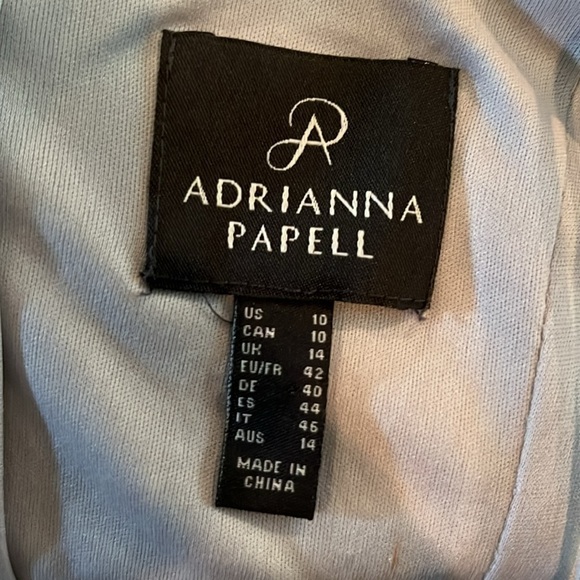 ADRIANNA
PAPELL
US 10
CAN 10
UK 14
EU/FR 42
DE 40
ES 44
IT 46
AUS 14
MADE IN
CHINA